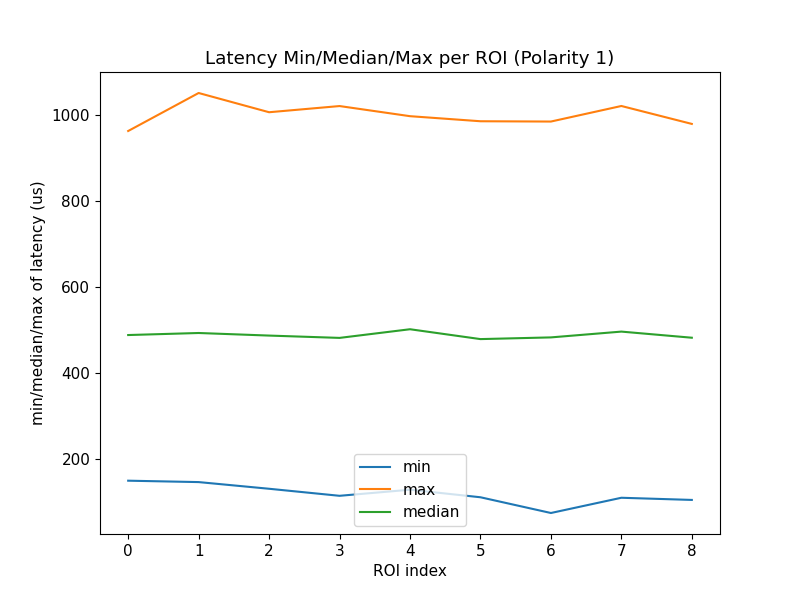 Latency Min/Median/Max per ROI (Polarity 1)
min/median/max of latency (us)
1000
800
600
400
200
min
max
median
0 1 2 3 4 5 6 7 8
ROI index